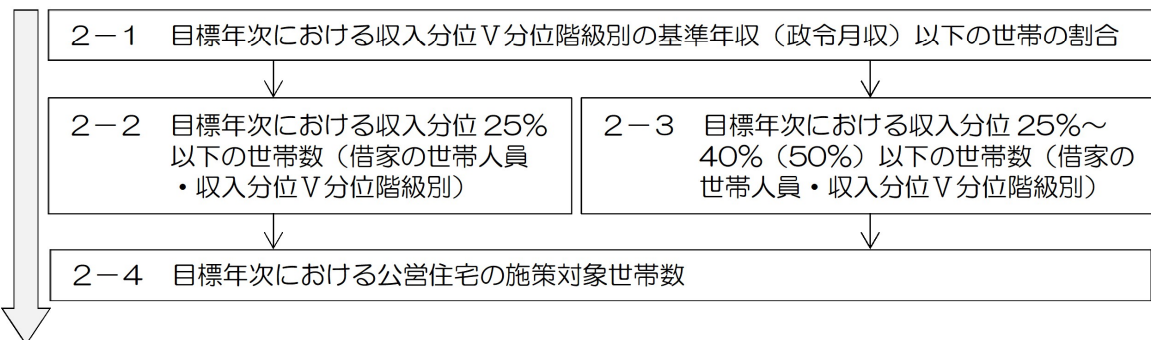 2－1　目標年次における収入分位Ⅴ分位階級別の基準年収（政令月収）以下の世帯の割合
2－2　目標年次における収入分位 25%
以下の世帯数（借家の世帯人員
・収入分位Ⅴ分位階級別）
2－3　目標年次における収入分位 25%～
40%（50%）以下の世帯数（借家の
世帯人員・収入分位Ⅴ分位階級別）
2－4　目標年次における公営住宅の施策対象世帯数